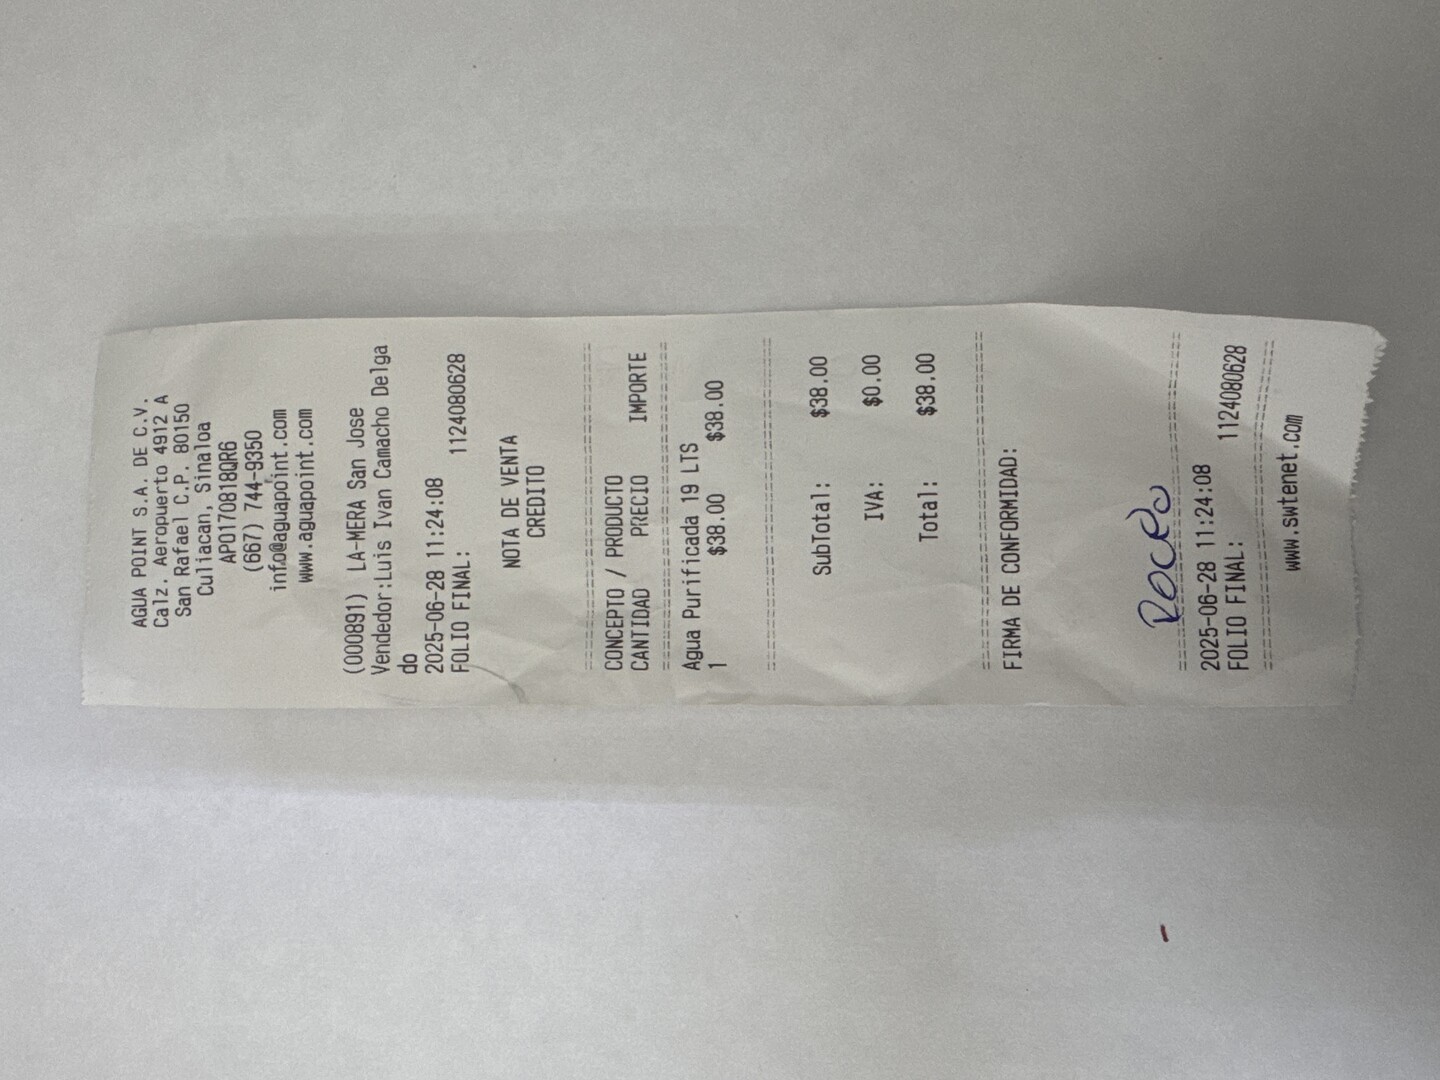 AGUA POINT S.A. DE C.V.
Calz. Aeropuerto 4912 A
San Rafael C.P. 80150
Culiacan, Sinaloa
APO170818QR6
(667) 744-9350
info@aguapoint.com
www.aguapoint.com
(000891) LA-MERA San Jose
Vendedor:Luis Ivan Camacho Delga
do
2025-06-28 11:24:08
FOLIO FINAL: 1124080628
NOTA DE VENTA
CREDITO
CONCEPTO / PRODUCTO
CANTIDAD PRECIO IMPORTE
Agua Purificada 19 LTS
1 $38.00 $38.00
SubTotal: $38.00
IVA: $0.00
Total: $38.00
FIRMA DE CONFORMIDAD:
2025-06-28 11:24:08
FOLIO FINAL: 1124080628
www.swtenet.com